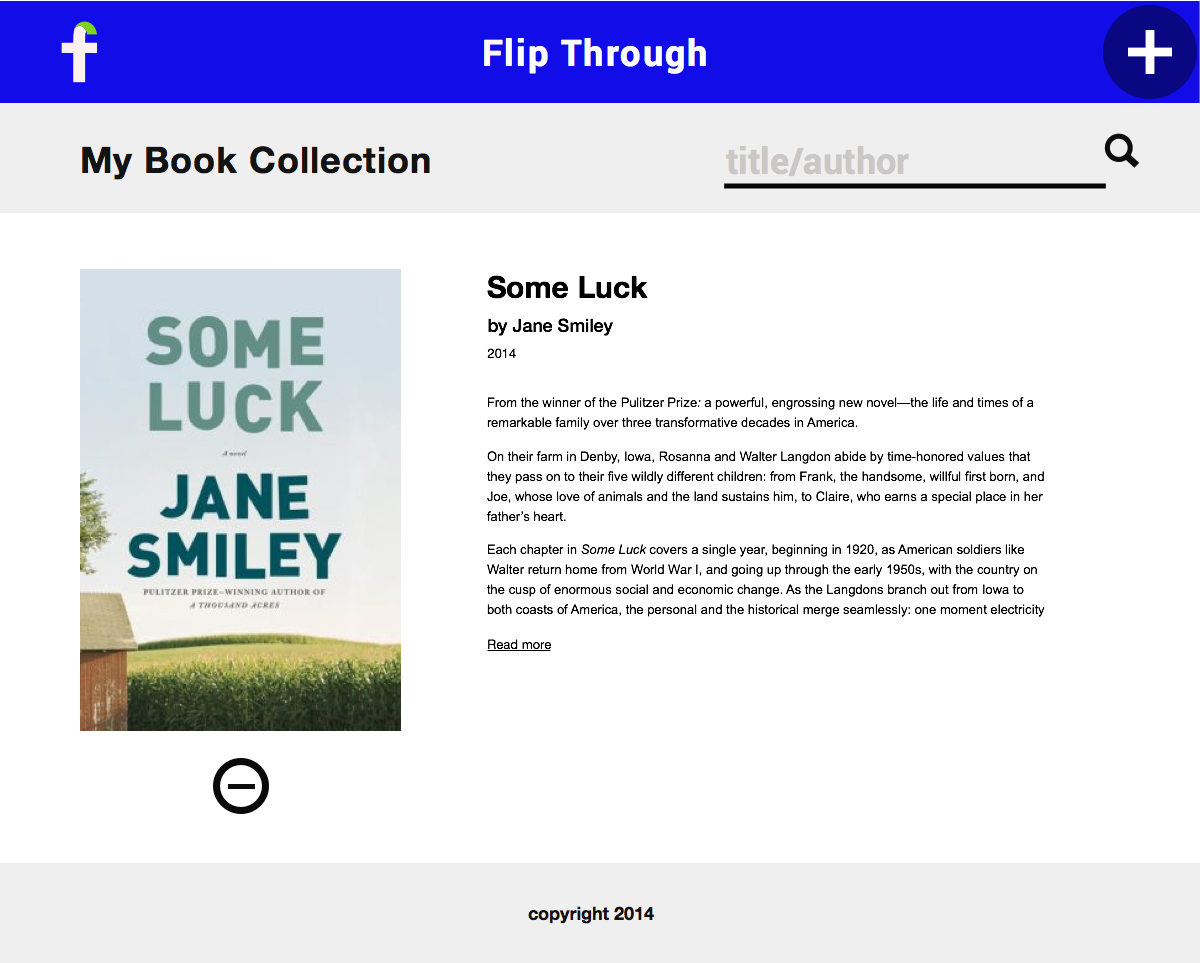 f
Flip Through
My Book Collection
title/author
SOME
LUCK
A novel
JANE
SMILEY
PULITZER PRIZE–WINNING AUTHOR OF
A THOUSAND ACRES
Some Luck
by Jane Smiley
2014
From the winner of the Pulitzer Prize: a powerful, engrossing new novel—the life and times of a
remarkable family over three transformative decades in America.
On their farm in Denby, Iowa, Rosanna and Walter Langdon abide by time-honored values that
they pass on to their five wildly different children: from Frank, the handsome, willful first born, and
Joe, whose love of animals and the land sustains him, to Claire, who earns a special place in her
father’s heart.
Each chapter in Some Luck covers a single year, beginning in 1920, as American soldiers like
Walter return home from World War I, and going up through the early 1950s, with the country on
the cusp of enormous social and economic change. As the Langdons branch out from Iowa to
both coasts of America, the personal and the historical merge seamlessly: one moment electricity
Read more
copyright 2014